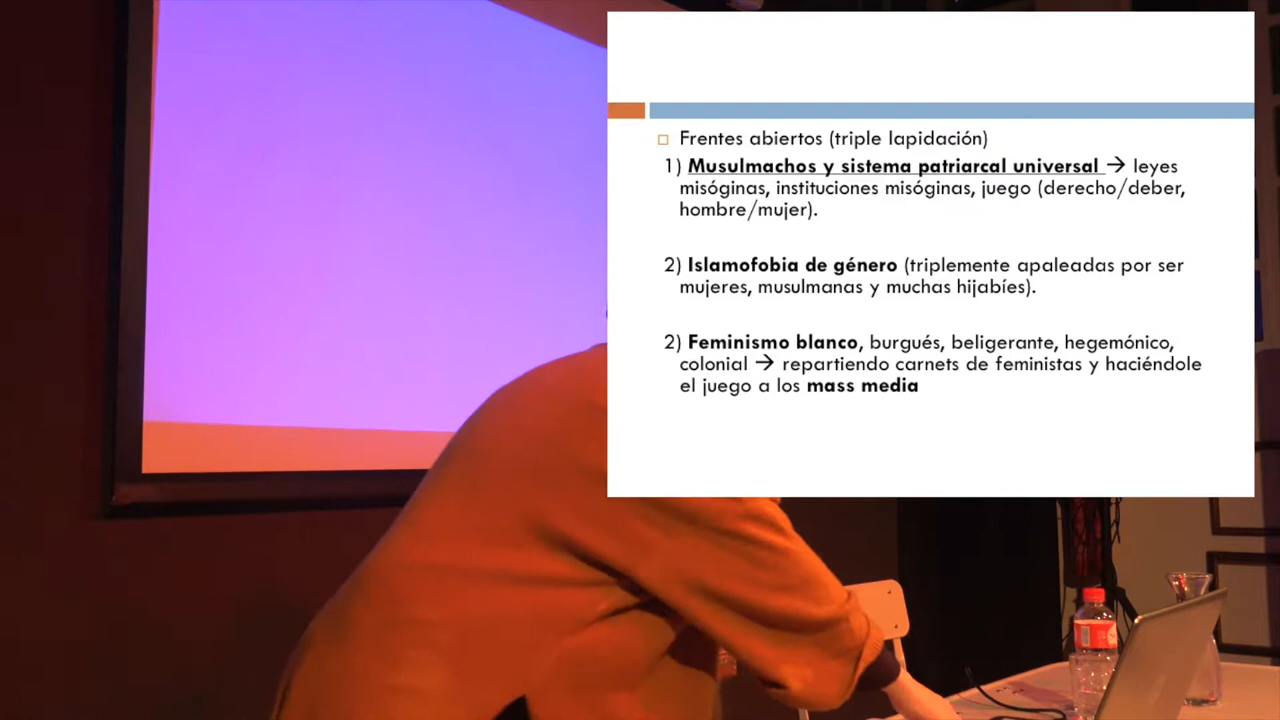 Frentes abiertos (triple lapidación)
1) Musulmachos y sistema patriarcal universal → leyes
misóginas, instituciones misóginas, juego (derecho/deber,
hombre/mujer).
2) Islamofobia de género (triplemente apaleadas por ser
mujeres, musulmanas y muchas hijabíes).
2) Feminismo blanco, burgués, beligerante, hegemónico,
colonial → repartiendo carnets de feministas y haciéndole
el juego a los mass media